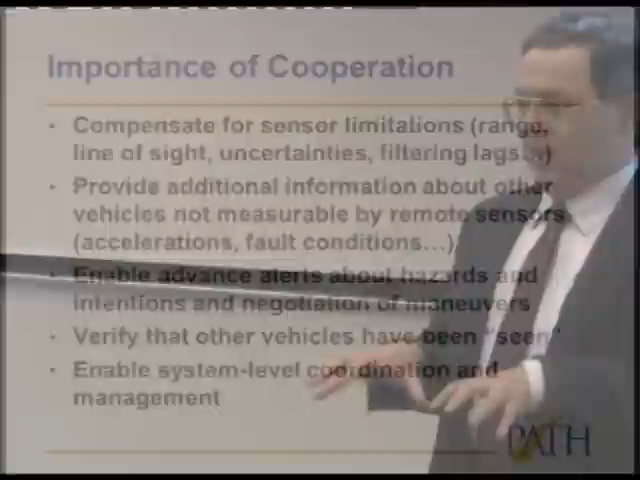 Importance of Cooperation
• Compensate for sensor limitations (range,
line of sight, uncertainties, filtering lags…)
• Provide additional information about other
vehicles not measurable by remote sensors
(accelerations, fault conditions…)
• Enable advance alerts about hazards and
intentions and negotiation of maneuvers
• Verify that other vehicles have been "seen"
• Enable system-level coordination and
management
PATH